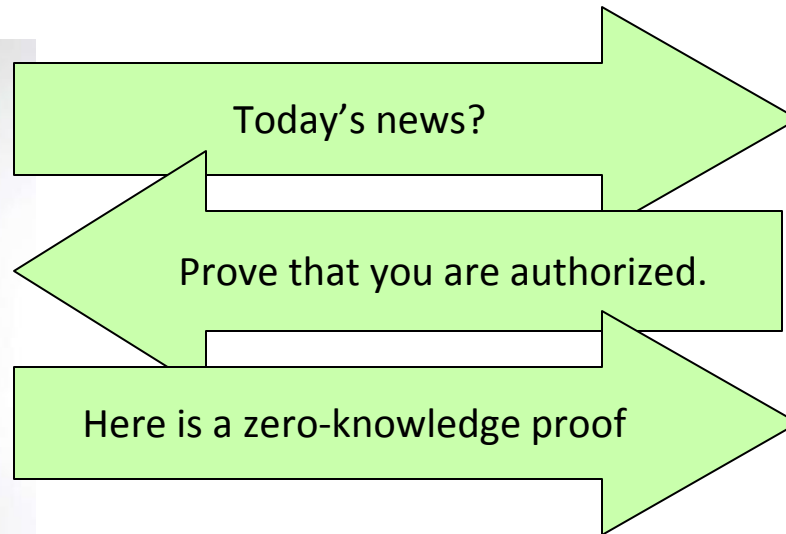 Today’s news?
Prove that you are authorized.
Here is a zero-knowledge proof